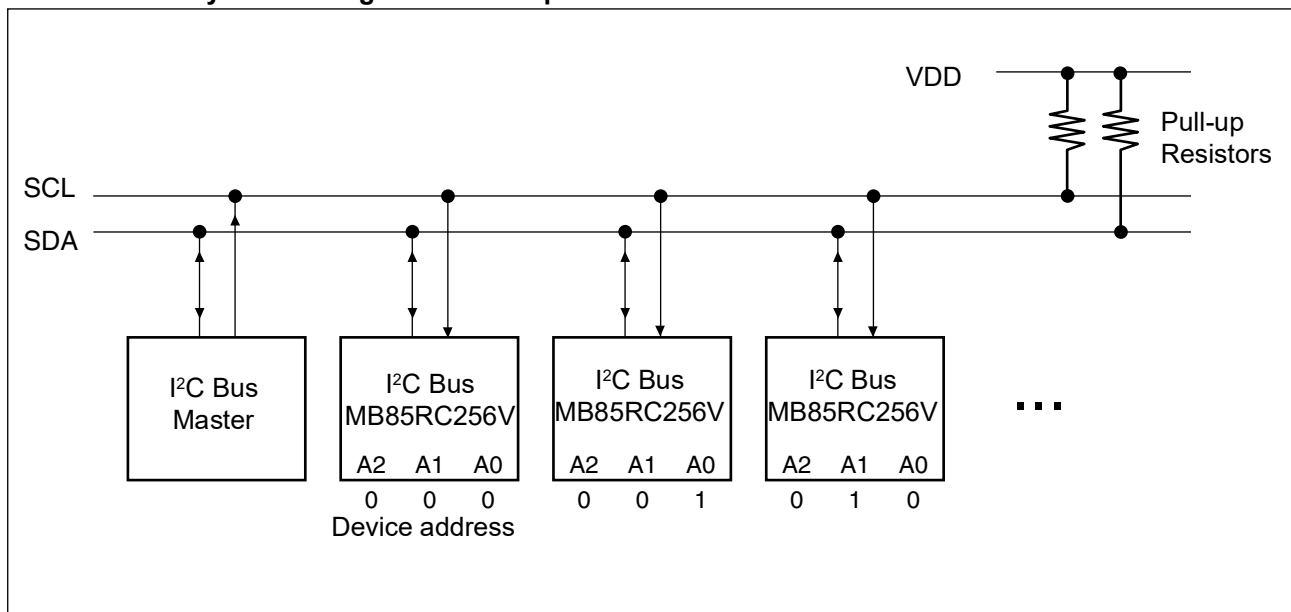 VDD
Pull-up
Resistors
SCL
SDA
I²C Bus
Master
I²C Bus
MB85RC256V
A2 A1 A0
0 0 0
Device address
I²C Bus
MB85RC256V
A2 A1 A0
0 0 1
I²C Bus
MB85RC256V
A2 A1 A0
0 1 0
...